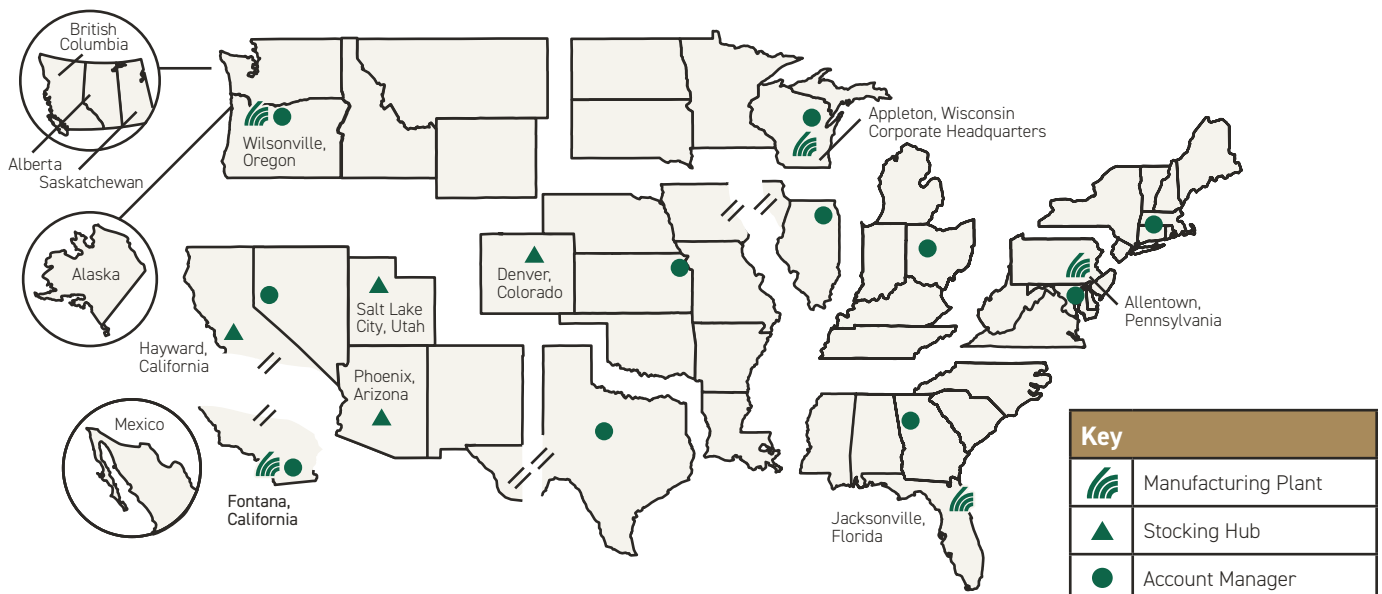 British
Columbia
Alberta
Saskatchewan
Wilsonville,
Oregon
Appleton, Wisconsin
Corporate Headquarters
Alaska
Denver,
Colorado
Salt Lake
City, Utah
Hayward,
California
Phoenix,
Arizona
Allentown,
Pennsylvania
Mexico
Fontana,
California
Jacksonville,
Florida
Key
Manufacturing Plant
Stocking Hub
Account Manager